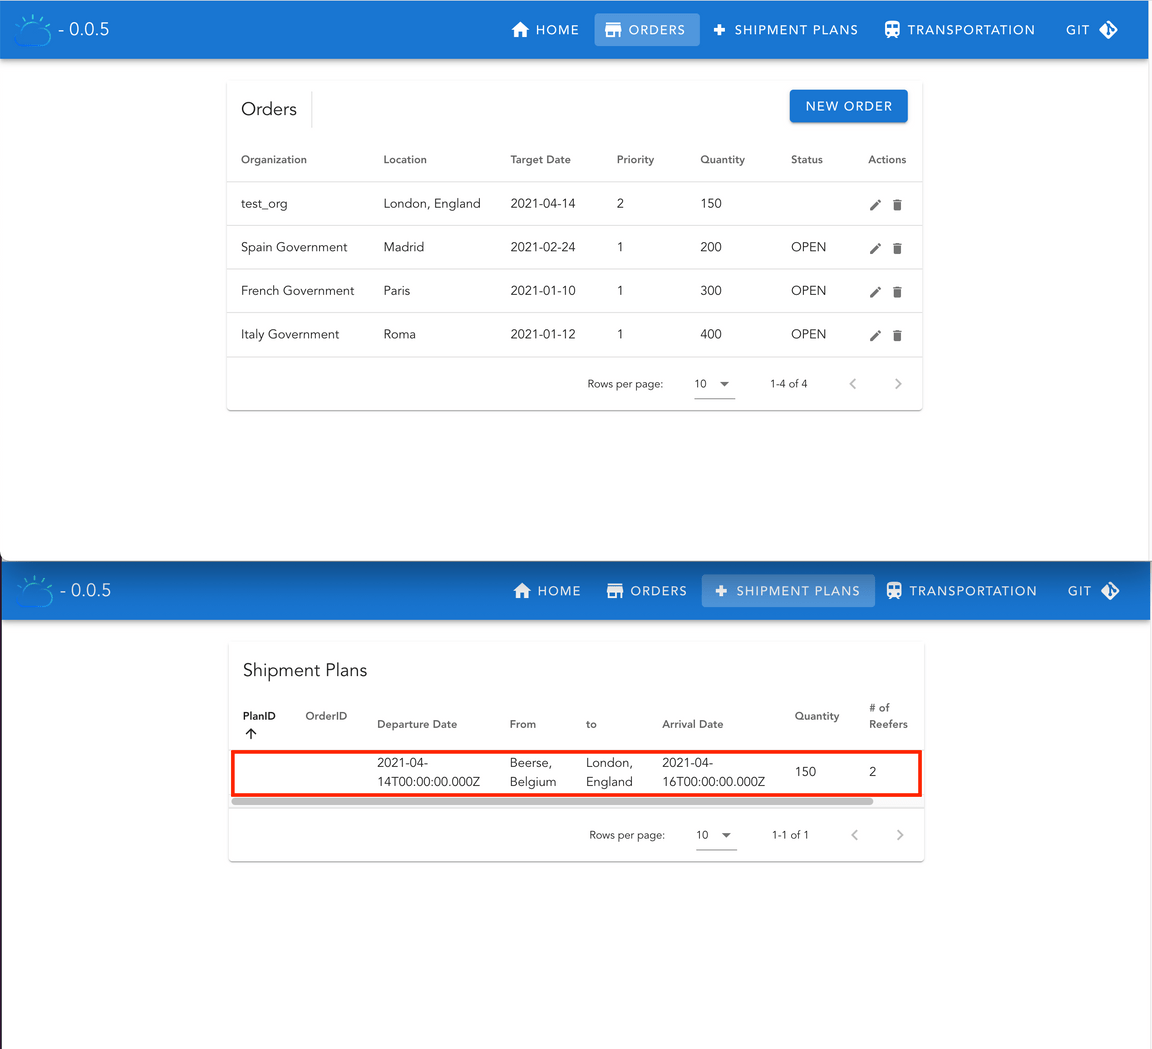 - 0.0.5 HOME ORDERS SHIPMENT PLANS TRANSPORTATION GIT
Orders NEW ORDER
Organization Location Target Date Priority Quantity Status Actions
test_org London, England 2021-04-14 2 150
Spain Government Madrid 2021-02-24 1 200 OPEN
French Government Paris 2021-01-10 1 300 OPEN
Italy Government Roma 2021-01-12 1 400 OPEN
Rows per page: 10 1-4 of 4
- 0.0.5 HOME ORDERS SHIPMENT PLANS TRANSPORTATION GIT
Shipment Plans
PlanID OrderID Departure Date From to Arrival Date Quantity # of
Reefers
2021-04- Beerse, London, 2021-04-
14T00:00:00.000Z Belgium England 16T00:00:00.000Z 150 2
Rows per page: 10 1-1 of 1